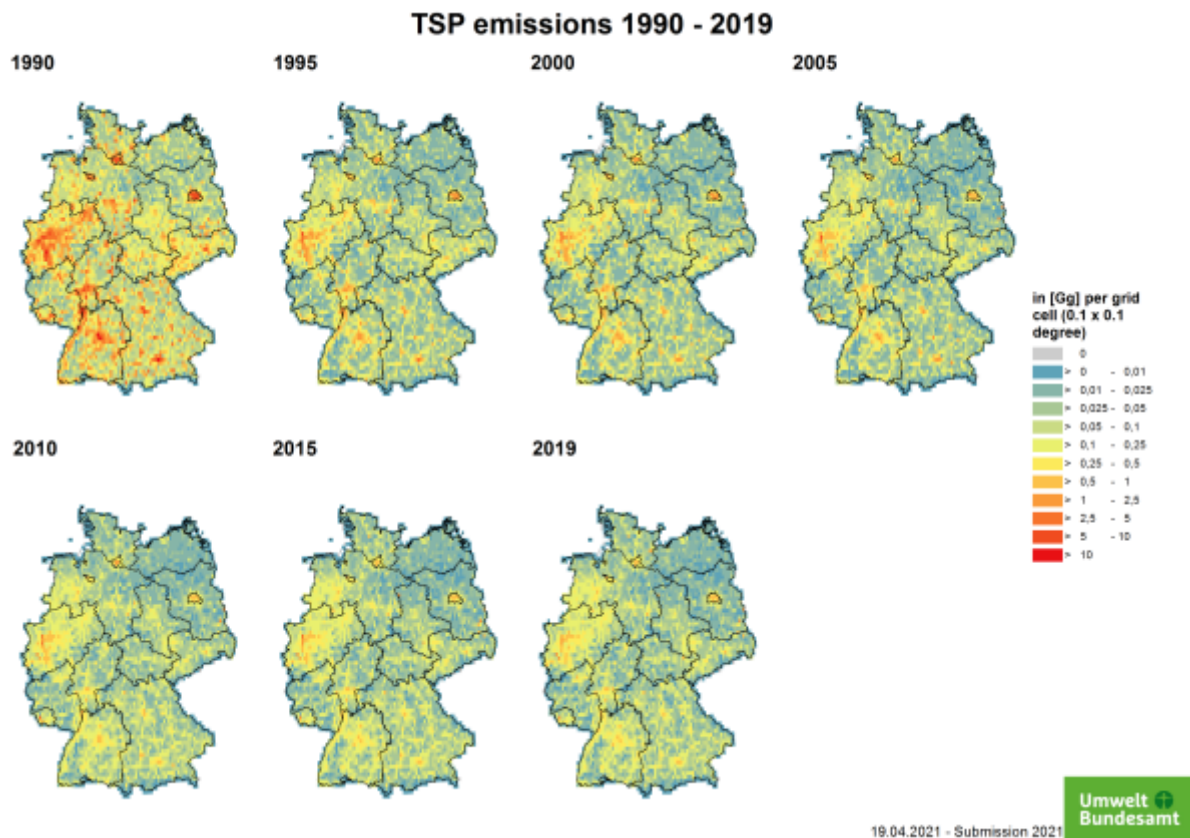 TSP emissions 1990 - 2019
1990
1995
2000
2005
in [Gg] per grid
cell (0.1 x 0.1
degree)
0
> 0 - 0,01
> 0,01 - 0,025
> 0,025 - 0,05
> 0,05 - 0,1
> 0,1 - 0,25
> 0,25 - 0,5
> 0,5 - 1
> 1 - 2,5
> 2,5 - 5
> 5 - 10
> 10
2010
2015
2019
Umwelt
Bundesamt
19.04.2021 - Submission 2021